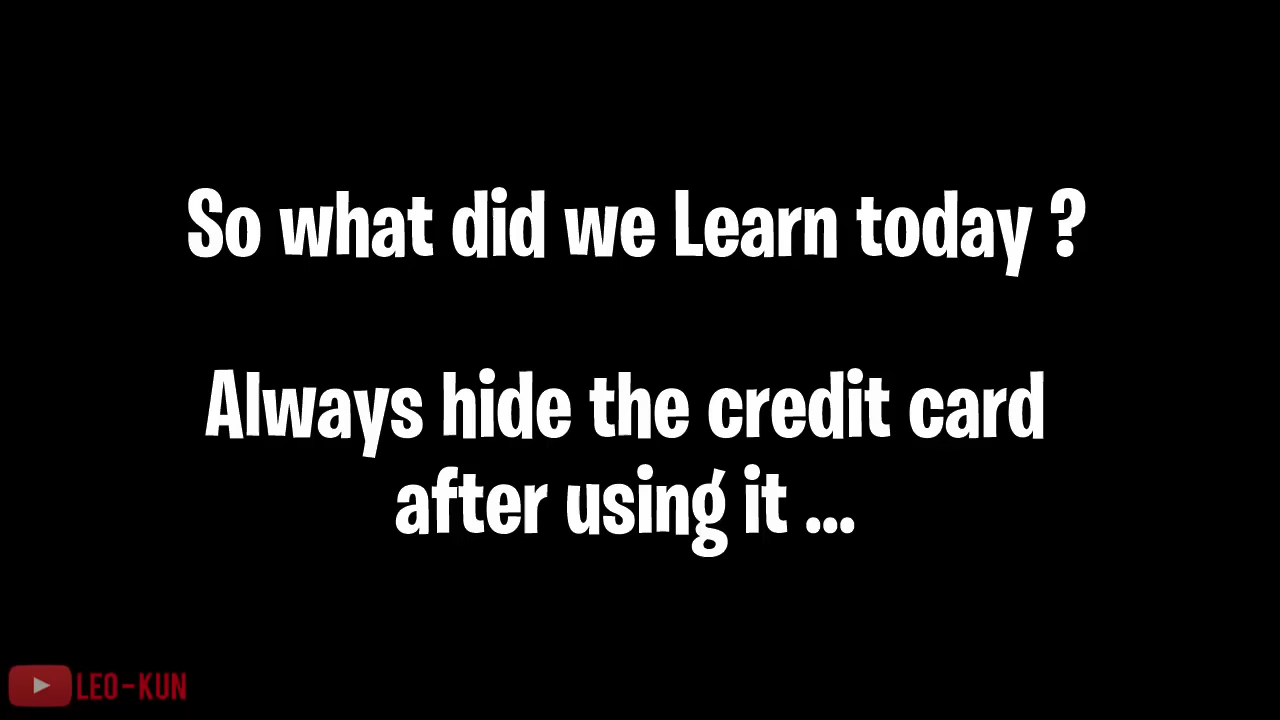 So what did we Learn today ?
Always hide the credit card
after using it ...
LEO-KUN